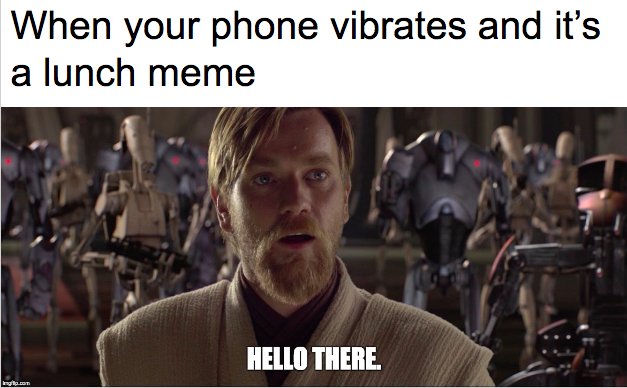 When your phone vibrates and it’s
a lunch meme
HELLO THERE.
imgflip.com